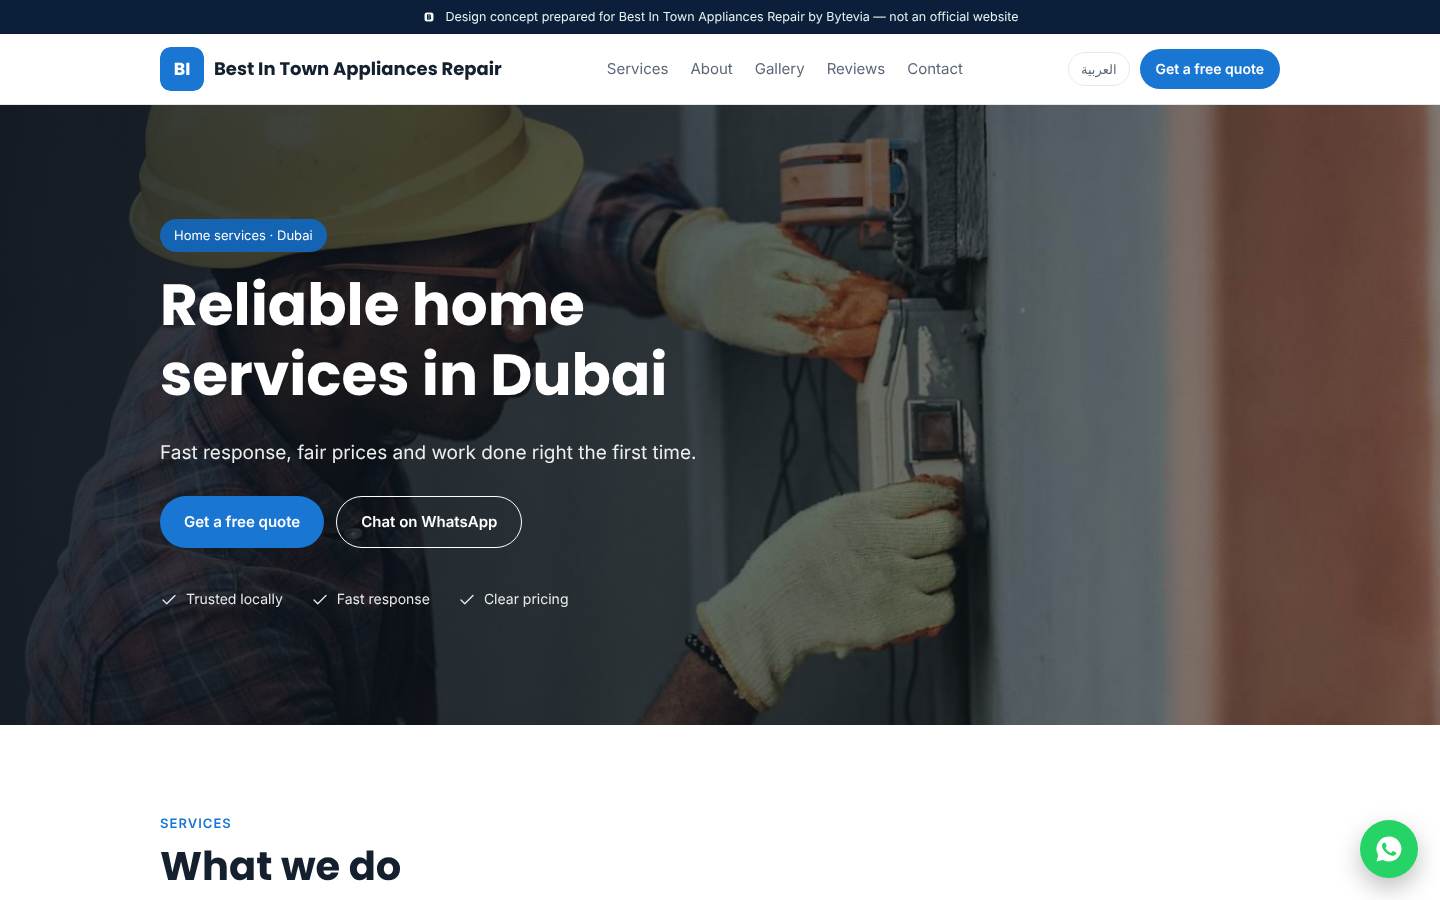 Design concept prepared for Best In Town Appliances Repair by Bytevia — not an official website
BI
Best In Town Appliances Repair
Services
About
Gallery
Reviews
Contact
العربية
Get a free quote
Home services · Dubai
Reliable home
services in Dubai
Fast response, fair prices and work done right the first time.
Get a free quote
Chat on WhatsApp
Trusted locally
Fast response
Clear pricing
SERVICES
What we do